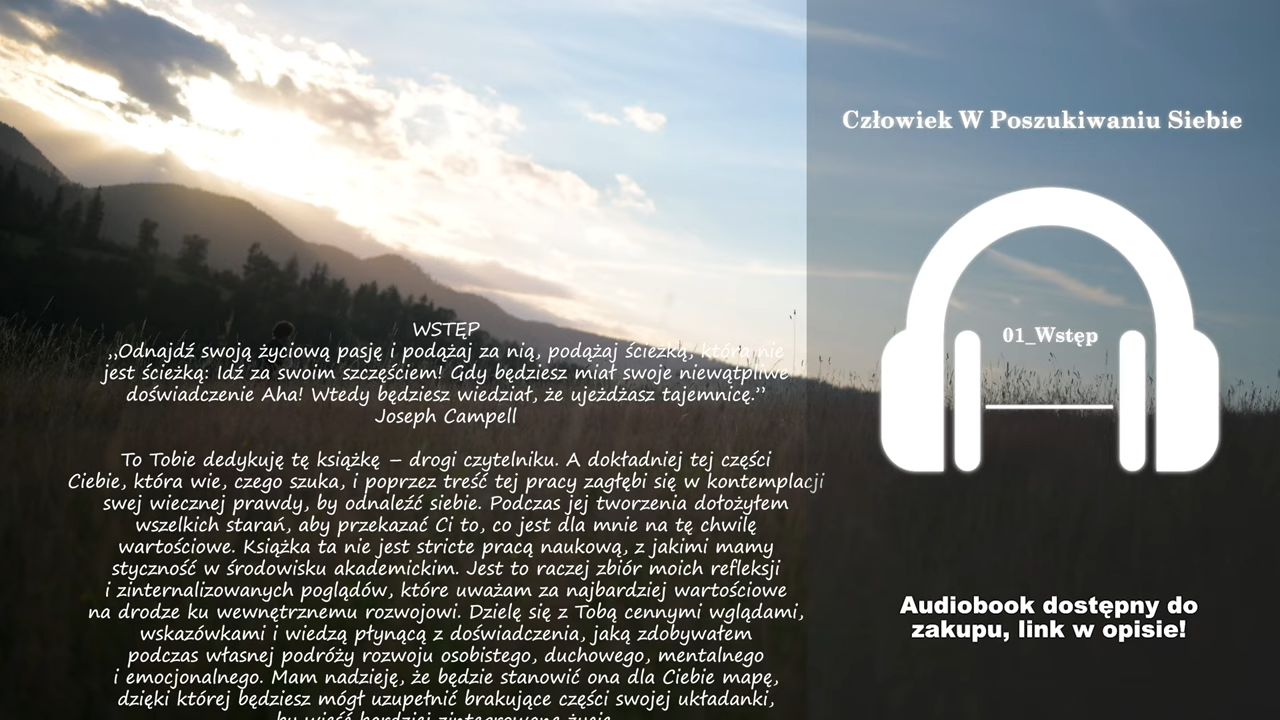 WSTĘP
„Odnajdź swoją życiową pasję i podążaj za nią, podążaj ścieżką, która nie
jest ścieżką: Idź za swoim szczęściem! Gdy będziesz miał swoje niewątpliwe
doświadczenie Aha! Wtedy będziesz wiedział, że ujeżdżasz tajemnicę.”
Joseph Campell
To Tobie dedykuję tę książkę – drogi czytelniku. A dokładniej tej części
Ciebie, która wie, czego szuka, i poprzez treść tej pracy zagłębi się w kontemplacji
swej wiecznej prawdy, by odnaleźć siebie. Podczas jej tworzenia dołożyłem
wszelkich starań, aby przekazać Ci to, co jest dla mnie na tę chwilę
wartościowe. Książka ta nie jest stricte pracą naukową, z jakimi mamy
styczność w środowisku akademickim. Jest to raczej zbiór moich refleksji
i zinternalizowanych poglądów, które uważam za najbardziej wartościowe
na drodze ku wewnętrznemu rozwojowi. Dzielę się z Tobą cennymi wglądami,
wskazówkami i wiedzą płynącą z doświadczenia, jaką zdobywałem
podczas własnej podróży rozwoju osobistego, duchowego, mentalnego
i emocjonalnego. Mam nadzieję, że będzie stanowić ona dla Ciebie mapę,
dzięki której będziesz mógł uzupełnić brakujące części swojej układanki,
by wieść bardziej zintegrowane życie.
Człowiek W Poszukiwaniu Siebie
01_Wstęp
Audiobook dostępny do
zakupu, link w opisie!